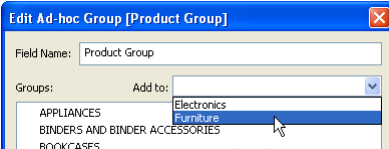 Edit Ad-hoc Group [Product Group]
Field Name: Product Group
Groups: Add to:
Electronics
Furniture
APPLIANCES
BINDERS AND BINDER ACCESSORIES
BOOKCASES